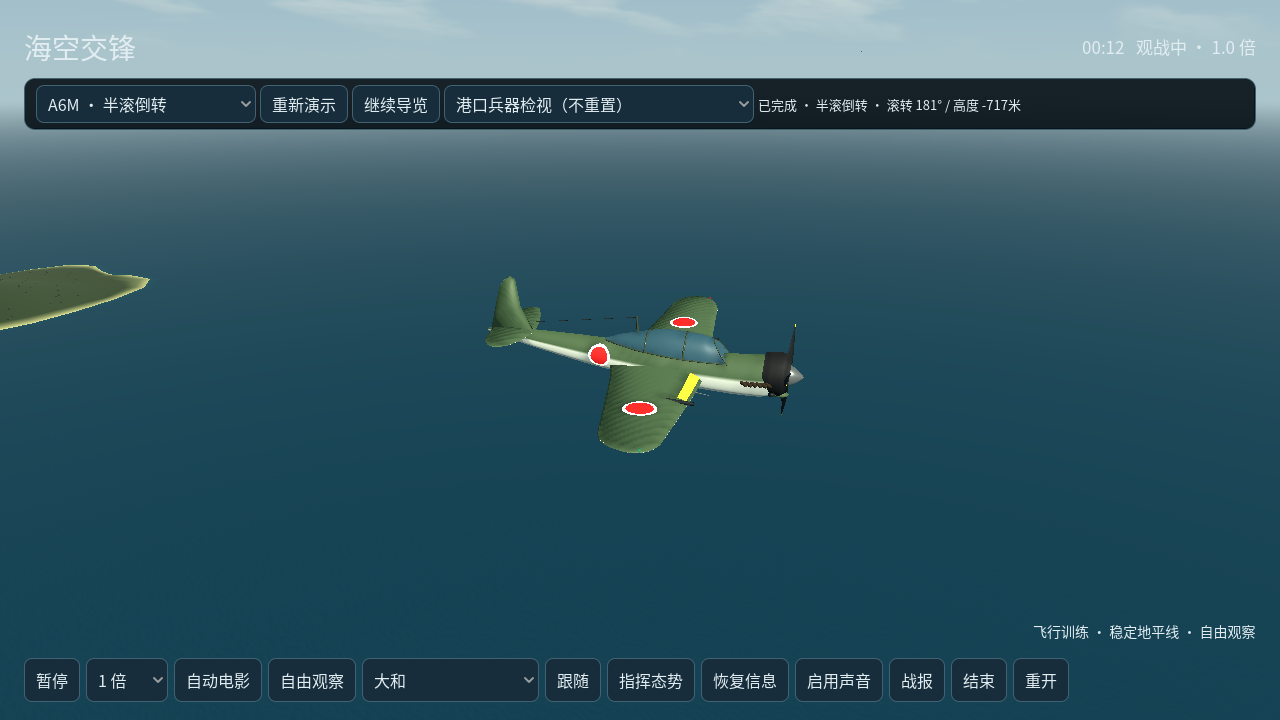 海空交锋
00:12 观战中 · 1.0 倍
A6M · 半滚倒转
重新演示
继续导览
港口兵器检视（不重置）
已完成 · 半滚倒转 · 滚转 181° / 高度 -717米
飞行训练 · 稳定地平线 · 自由观察
暂停
1 倍
自动电影
自由观察
大和
跟随
指挥态势
恢复信息
启用声音
战报
结束
重开